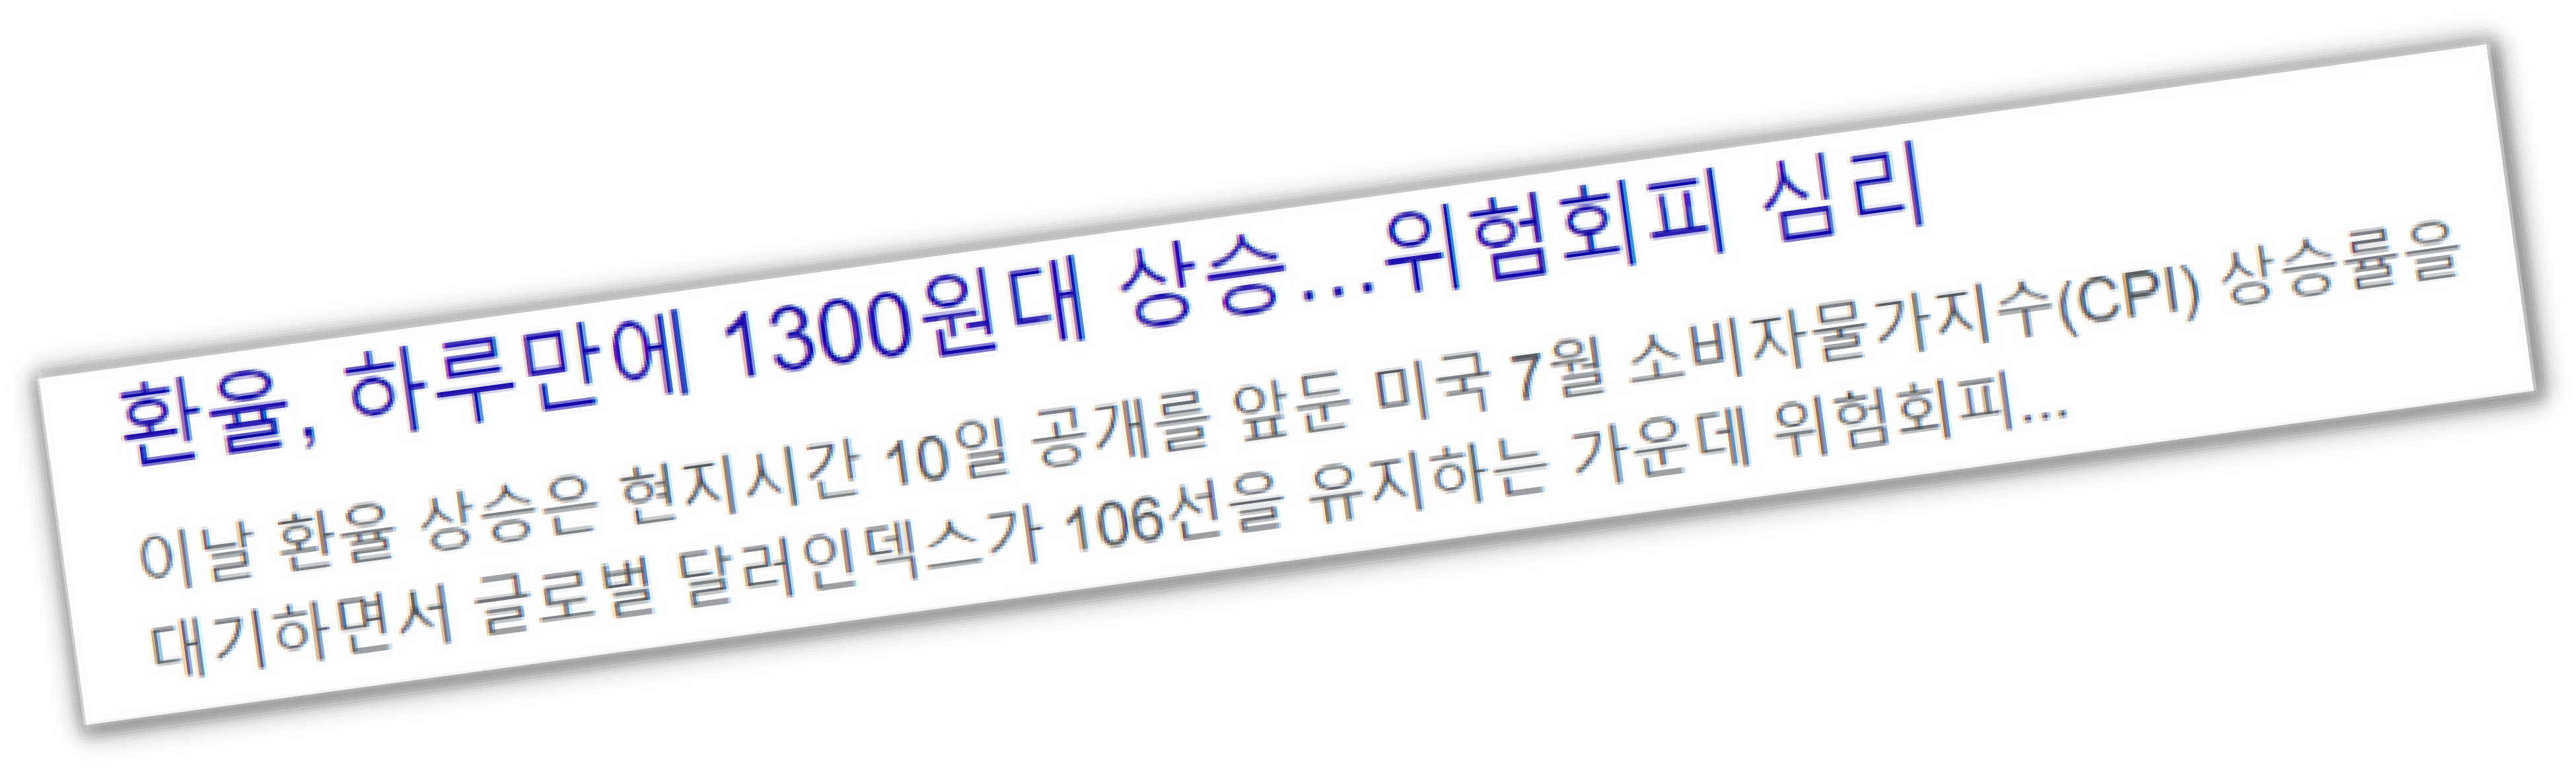 환율, 하루만에 1300원대 상승...위험회피 심리
이날 환율 상승은 현지시간 10일 공개를 앞둔 미국 7월 소비자물가지수(CPI) 상승률을
대기하면서 글로벌 달러인덱스가 106선을 유지하는 가운데 위험회피...